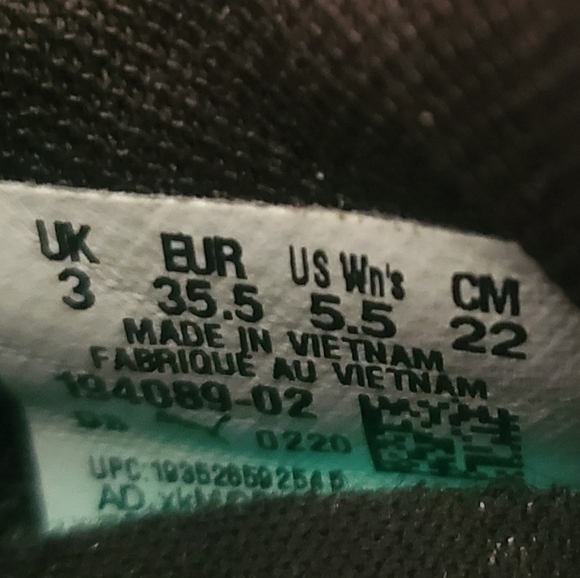 UK EUR US Wn's CM
3 35.5 5.5 22
MADE IN VIETNAM
FABRIQUE AU VIETNAM
194089-02
0220
UPC: